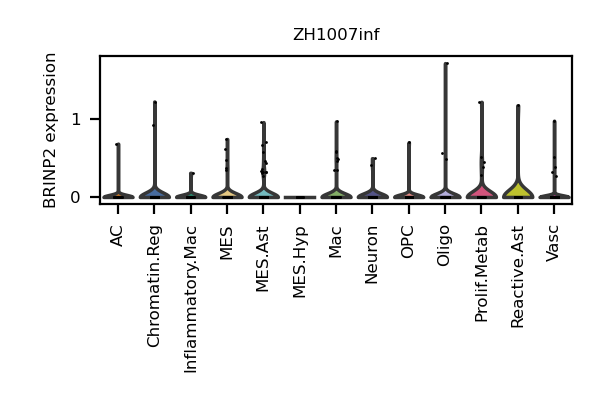 ZH1007inf
BRINP2 expression
1
0
AC
Chromatin.Reg
Inflammatory.Mac
MES
MES.Ast
MES.Hyp
Mac
Neuron
OPC
Oligo
Prolif.Metab
Reactive.Ast
Vasc